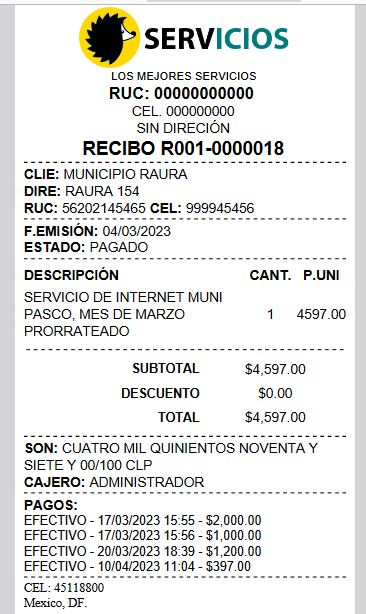 SERVICIOS
LOS MEJORES SERVICIOS
RUC: 00000000000
CEL. 000000000
SIN DIRECIÓN
RECIBO R001-0000018
CLIE: MUNICIPIO RAURA
DIRE: RAURA 154
RUC: 56202145465 CEL: 999945456
F.EMISIÓN: 04/03/2023
ESTADO: PAGADO
DESCRIPCIÓN CANT. P.UNI
SERVICIO DE INTERNET MUNI
PASCO, MES DE MARZO 1 4597.00
PRORRATEADO
SUBTOTAL $4,597.00
DESCUENTO $0.00
TOTAL $4,597.00
SON: CUATRO MIL QUINIENTOS NOVENTA Y
SIETE Y 00/100 CLP
CAJERO: ADMINISTRADOR
PAGOS:
EFECTIVO - 17/03/2023 15:55 - $2,000.00
EFECTIVO - 17/03/2023 15:56 - $1,000.00
EFECTIVO - 20/03/2023 18:39 - $1,200.00
EFECTIVO - 10/04/2023 11:04 - $397.00
CEL: 45118800
Mexico, DF.